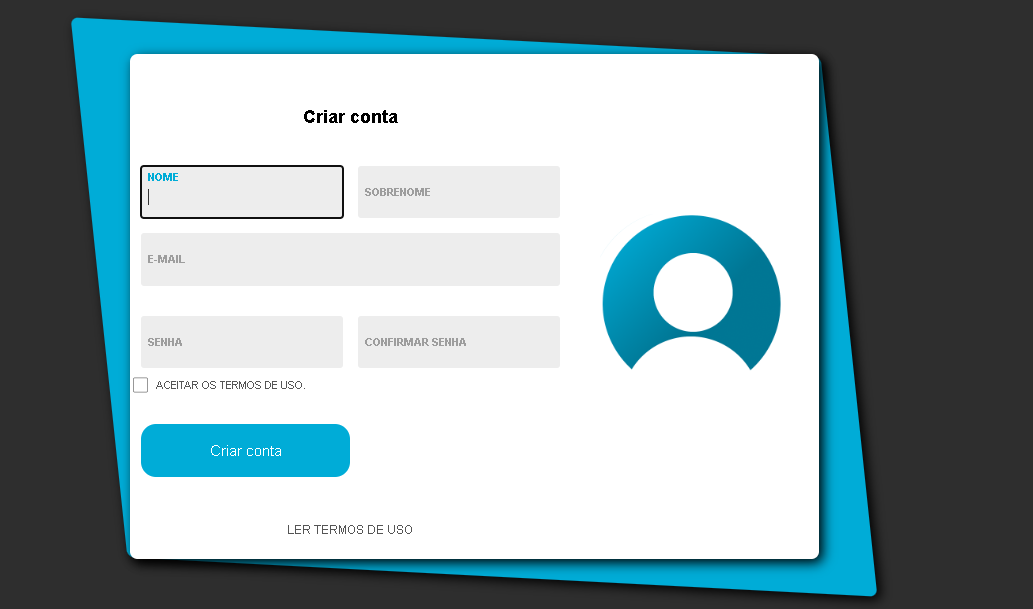 Criar conta
NOME
SOBRENOME
E-MAIL
SENHA
CONFIRMAR SENHA
ACEITAR OS TERMOS DE USO.
Criar conta
LER TERMOS DE USO